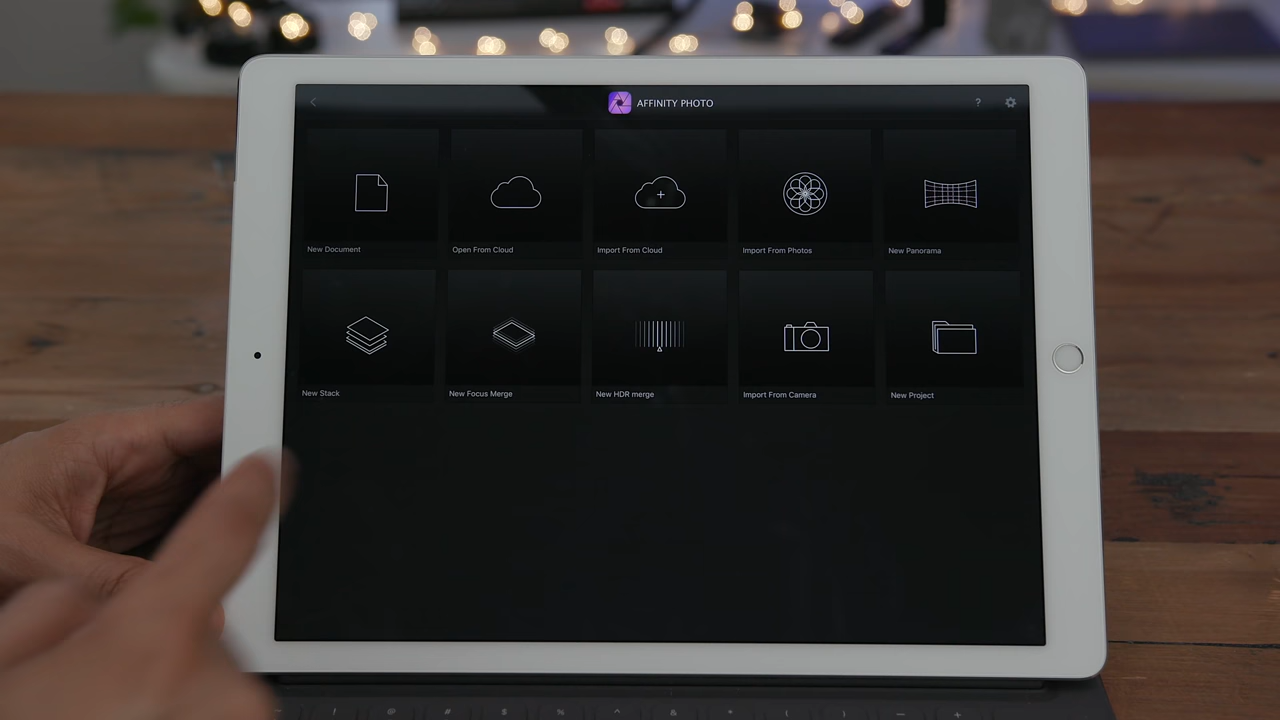 AFFINITY PHOTO ?
New Document Open From Cloud Import From Cloud Import From Photos New Panorama
New Stack New Focus Merge New HDR merge Import From Camera New Project
! @ # $ % ^ & * ( ) — +